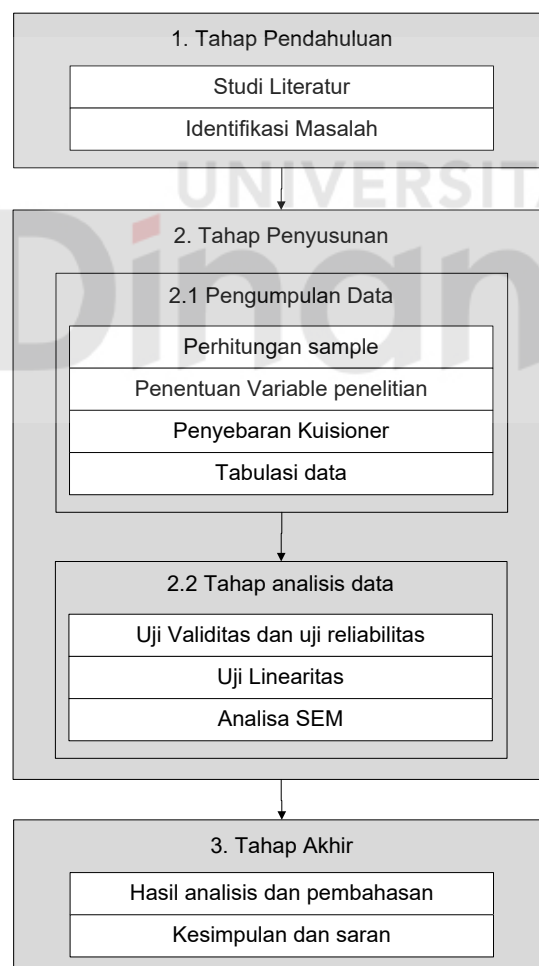 1. Tahap Pendahuluan
Studi Literatur
Identifikasi Masalah
UNIVERSITA
Dinam
2. Tahap Penyusunan
2.1 Pengumpulan Data
Perhitungan sample
Penentuan Variable penelitian
Penyebaran Kuisioner
Tabulasi data
2.2 Tahap analisis data
Uji Validitas dan uji reliabilitas
Uji Linearitas
Analisa SEM
3. Tahap Akhir
Hasil analisis dan pembahasan
Kesimpulan dan saran